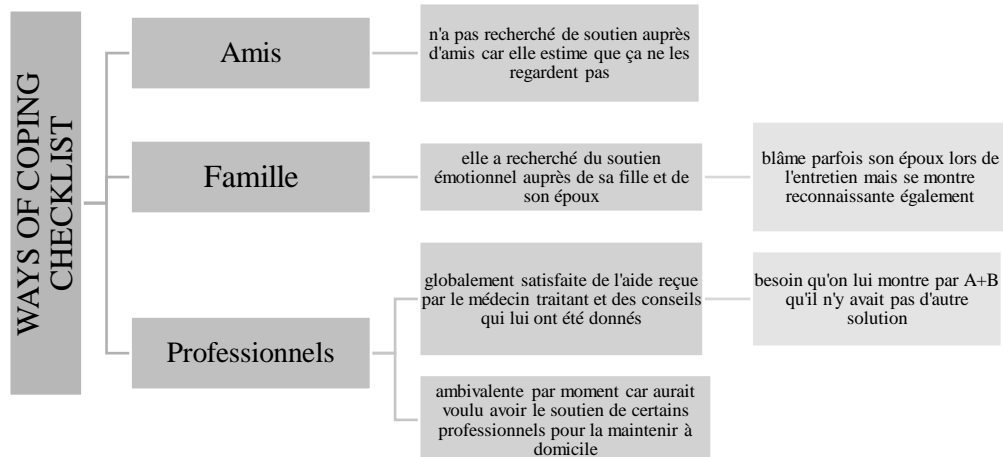 WAYS OF COPING
CHECKLIST
Amis
n'a pas recherché de soutien auprès
d'amis car elle estime que ça ne les
regardent pas
Famille
elle a recherché du soutien
émotionnel auprès de sa fille et de
son époux
blâme parfois son époux lors de
l'entretien mais se montre
reconnaissante également
Professionnels
globalement satisfaite de l'aide reçue
par le médecin traitant et des conseils
qui lui ont été donnés
besoin qu'on lui montre par A+B
qu'il n'y avait pas d'autre
solution
ambivalente par moment car aurait
voulu avoir le soutien de certains
professionnels pour la maintenir à
domicile